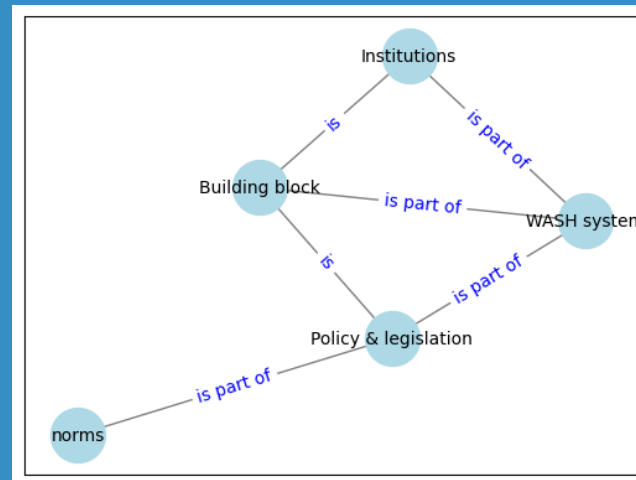 Institutions
is
is part of
Building block
is part of
WASH system
is
is part of
Policy & legislation
is part of
norms